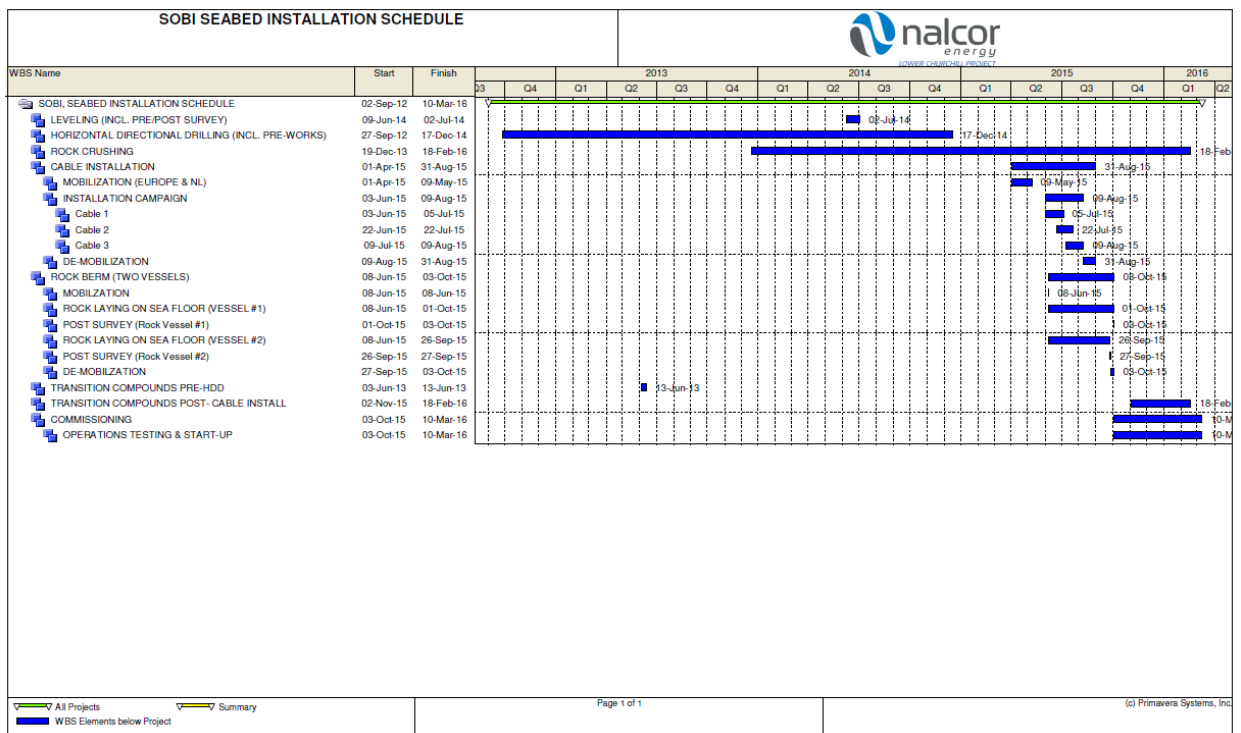 SOBI SEABED INSTALLATION SCHEDULE
nalcor
energy
LOWER CHURCHILL PROJECT
WBS Name Start Finish 2013 2014 2015 2016
Q3 Q4 Q1 Q2 Q3 Q4 Q1 Q2 Q3 Q4 Q1 Q2 Q3 Q4 Q1 Q2
SOBI, SEABED INSTALLATION SCHEDULE 02-Sep-12 10-Mar-16
LEVELING (INCL. PRE/POST SURVEY) 09-Jun-14 02-Jul-14 02-Jul-14
HORIZONTAL DIRECTIONAL DRILLING (INCL. PRE-WORKS) 27-Sep-12 17-Dec-14 17-Dec-14
ROCK CRUSHING 19-Dec-13 18-Feb-16 18-Feb
CABLE INSTALLATION 01-Apr-15 31-Aug-15 31-Aug-15
MOBILIZATION (EUROPE & NL) 01-Apr-15 09-May-15 09-May-15
INSTALLATION CAMPAIGN 03-Jun-15 09-Aug-15 09-Aug-15
Cable 1 03-Jun-15 05-Jul-15 05-Jul-15
Cable 2 22-Jun-15 22-Jul-15 22-Jul-15
Cable 3 09-Jul-15 09-Aug-15 09-Aug-15
DE-MOBILIZATION 09-Aug-15 31-Aug-15 31-Aug-15
ROCK BERM (TWO VESSELS) 08-Jun-15 03-Oct-15 03-Oct-15
MOBILZATION 08-Jun-15 08-Jun-15 08-Jun-15
ROCK LAYING ON SEA FLOOR (VESSEL #1) 08-Jun-15 01-Oct-15 01-Oct-15
POST SURVEY (Rock Vessel #1) 01-Oct-15 03-Oct-15 03-Oct-15
ROCK LAYING ON SEA FLOOR (VESSEL #2) 08-Jun-15 26-Sep-15 26-Sep-15
POST SURVEY (Rock Vessel #2) 26-Sep-15 27-Sep-15 27-Sep-15
DE-MOBILZATION 27-Sep-15 03-Oct-15 03-Oct-15
TRANSITION COMPOUNDS PRE-HDD 03-Jun-13 13-Jun-13 13-Jun-13
TRANSITION COMPOUNDS POST- CABLE INSTALL 02-Nov-15 18-Feb-16 18-Feb
COMMISSIONING 03-Oct-15 10-Mar-16 10-M
OPERATIONS TESTING & START-UP 03-Oct-15 10-Mar-16 10-M
All Projects Summary
WBS Elements below Project
Page 1 of 1
(c) Primavera Systems, Inc.